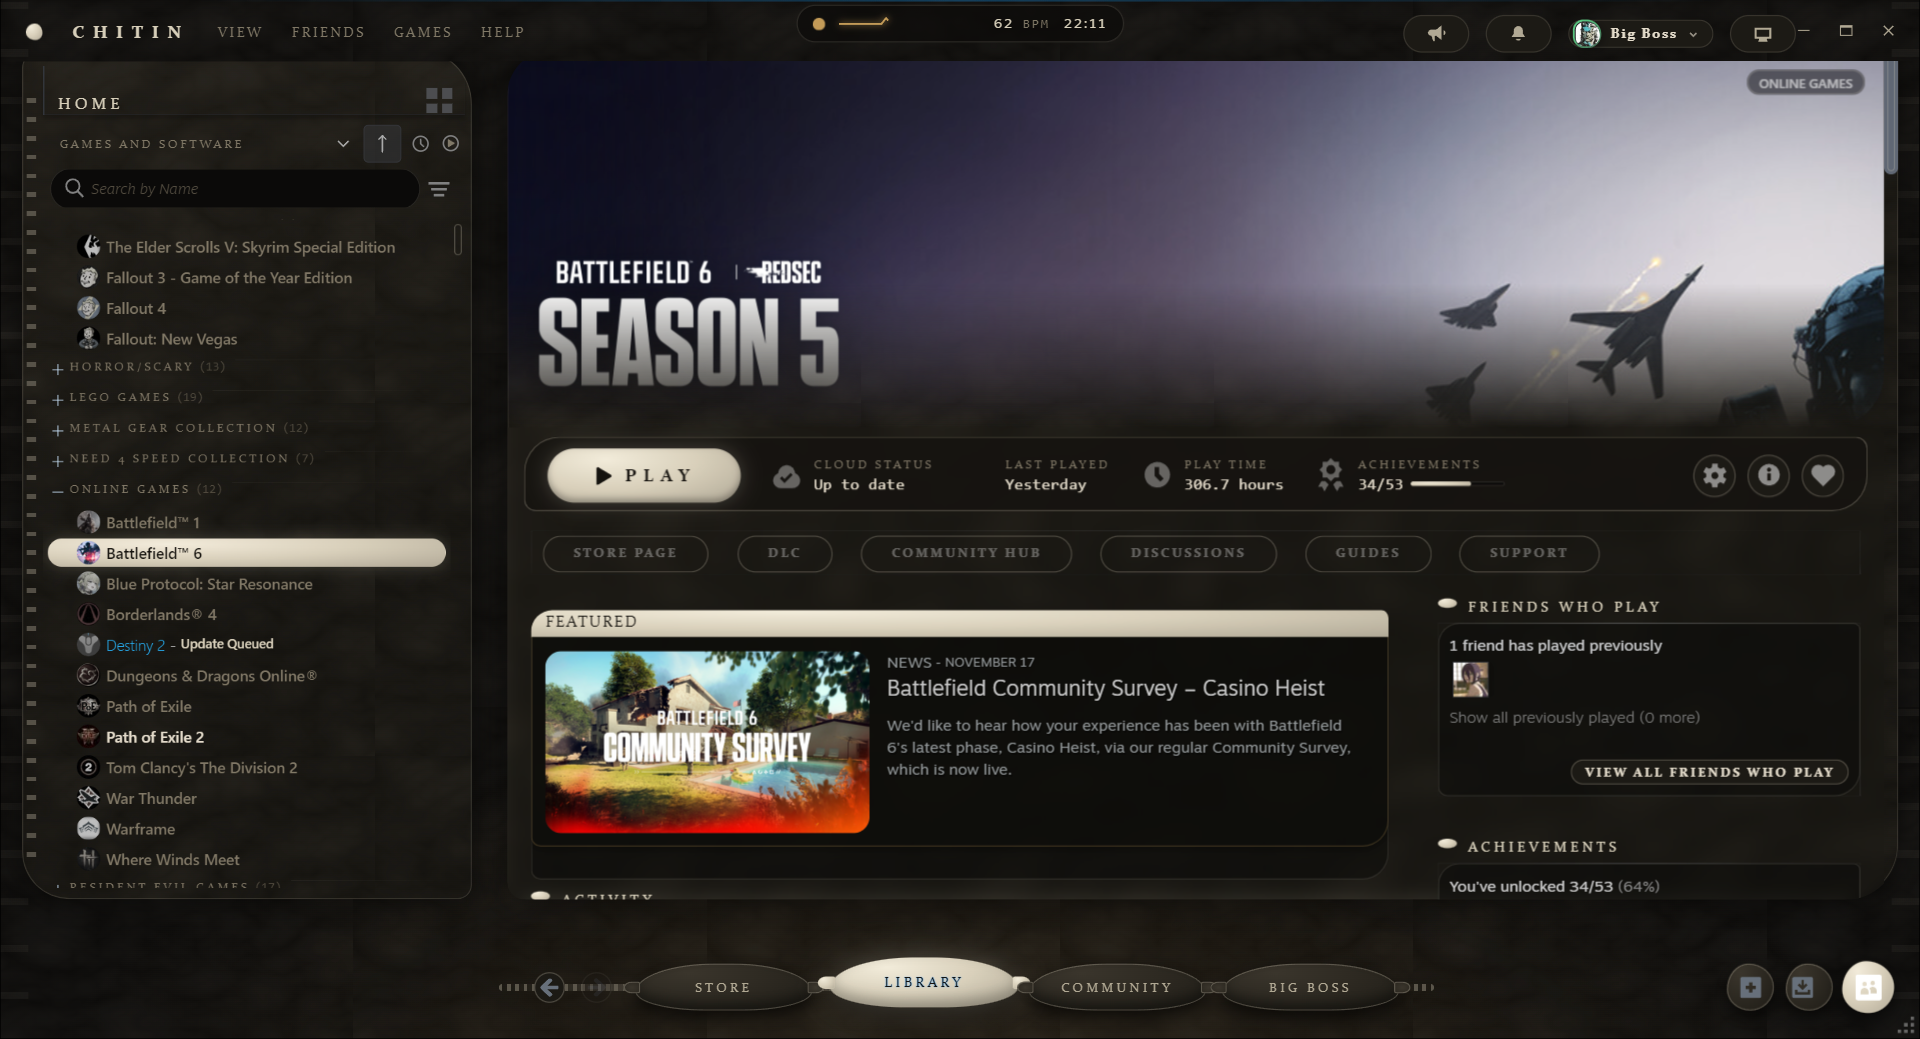 CHITIN VIEW FRIENDS GAMES HELP
62 BPM 22:11
Big Boss
HOME
GAMES AND SOFTWARE
Search by Name
The Elder Scrolls V: Skyrim Special Edition
Fallout 3 - Game of the Year Edition
Fallout 4
Fallout: New Vegas
HORROR/SCARY (13)
LEGO GAMES (19)
METAL GEAR COLLECTION (12)
NEED 4 SPEED COLLECTION (7)
ONLINE GAMES (12)
Battlefield™ 1
Battlefield™ 6
Blue Protocol: Star Resonance
Borderlands® 4
Destiny 2 - Update Queued
Dungeons & Dragons Online®
Path of Exile
Path of Exile 2
Tom Clancy's The Division 2
War Thunder
Warframe
Where Winds Meet
RESIDENT EVIL GAMES (17)
ONLINE GAMES
BATTLEFIELD 6 | REDSEC
SEASON 5
PLAY
CLOUD STATUS
Up to date
LAST PLAYED
Yesterday
PLAY TIME
306.7 hours
ACHIEVEMENTS
34/53
STORE PAGE
DLC
COMMUNITY HUB
DISCUSSIONS
GUIDES
SUPPORT
FEATURED
BATTLEFIELD 6
COMMUNITY SURVEY
NEWS - NOVEMBER 17
Battlefield Community Survey – Casino Heist
We'd like to hear how your experience has been with Battlefield
6's latest phase, Casino Heist, via our regular Community Survey,
which is now live.
ACTIVITY
FRIENDS WHO PLAY
1 friend has played previously
Show all previously played (0 more)
VIEW ALL FRIENDS WHO PLAY
ACHIEVEMENTS
You've unlocked 34/53 (64%)
STORE
LIBRARY
COMMUNITY
BIG BOSS